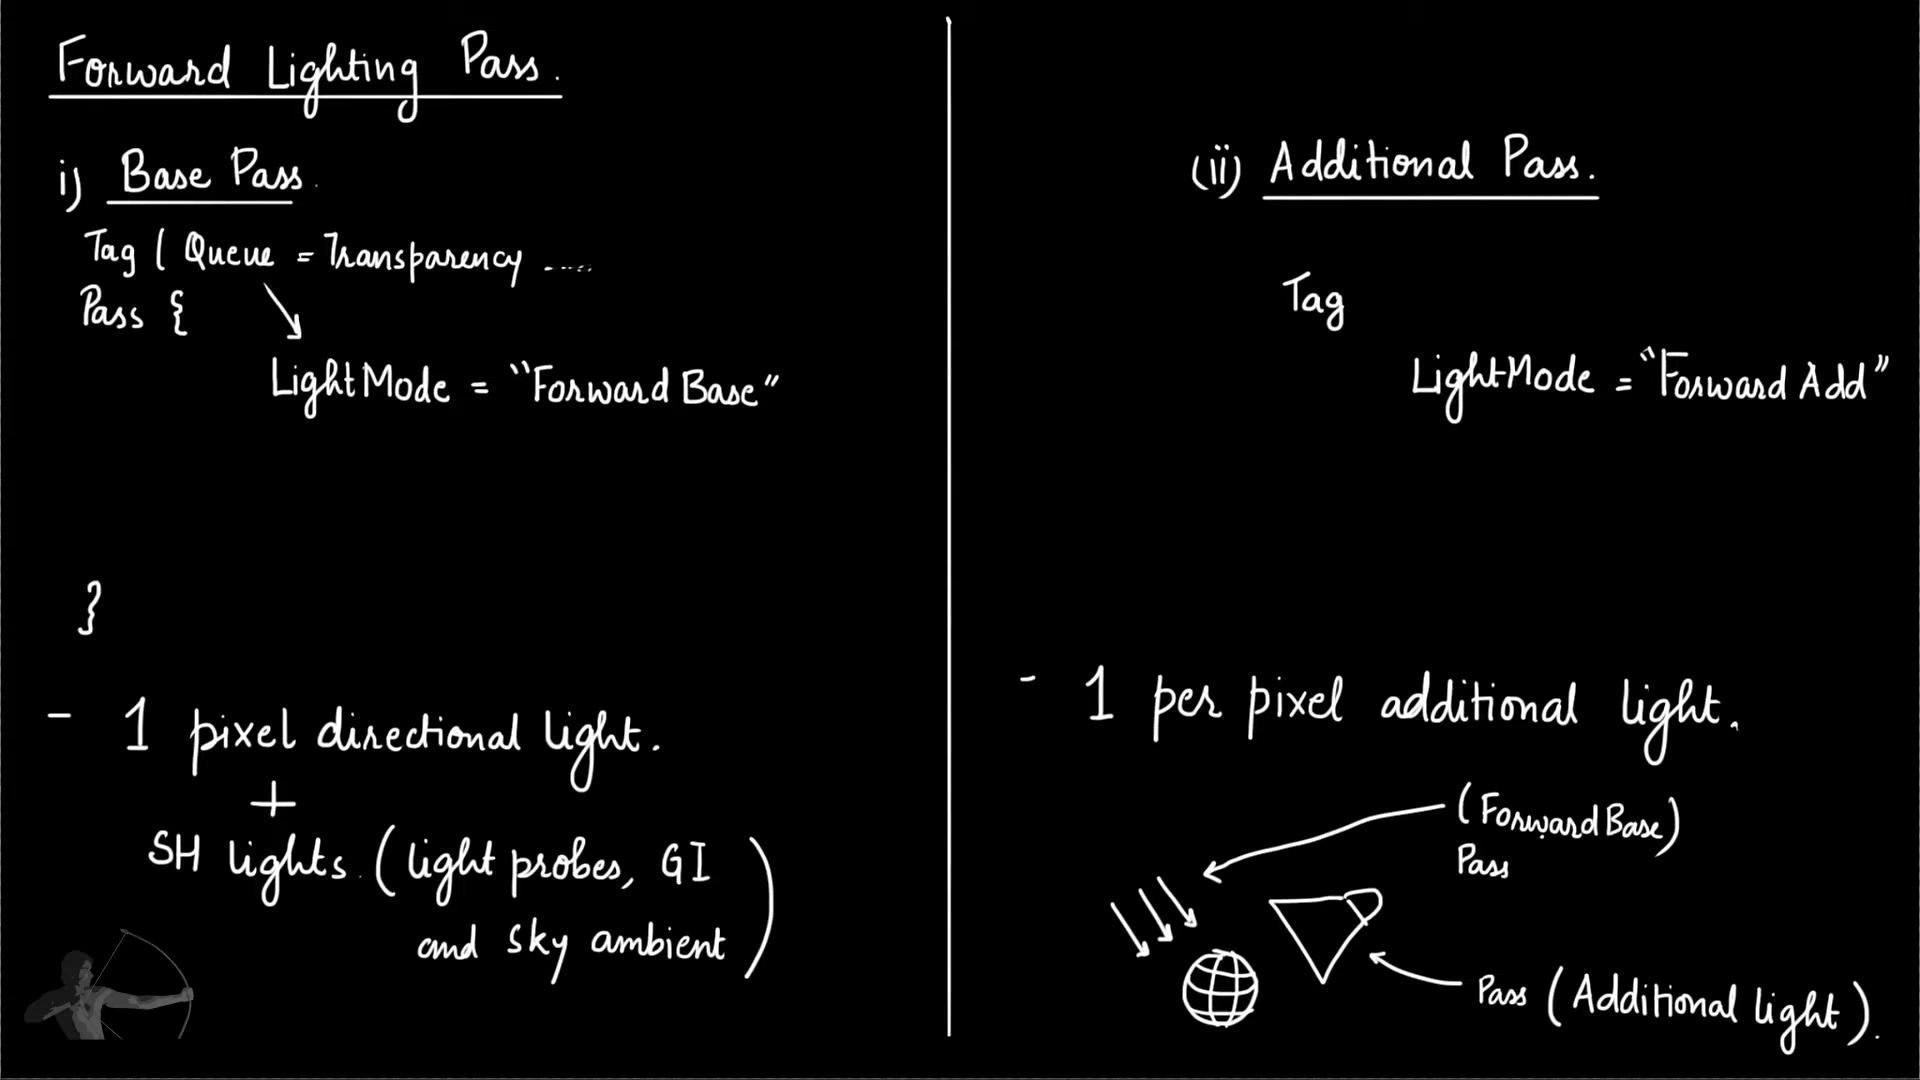 Forward Lighting Pass.
i) Base Pass.
Tag ( Queue = Transparency .....
Pass {
LightMode = "Forward Base"
}
- 1 pixel directional light.
+
SH lights. (light probes, GI
and sky ambient)
(ii) Additional Pass.
Tag
LightMode = "Forward Add"
- 1 per pixel additional light.
(ForwardBase)
Pass
Pass (Additional light).